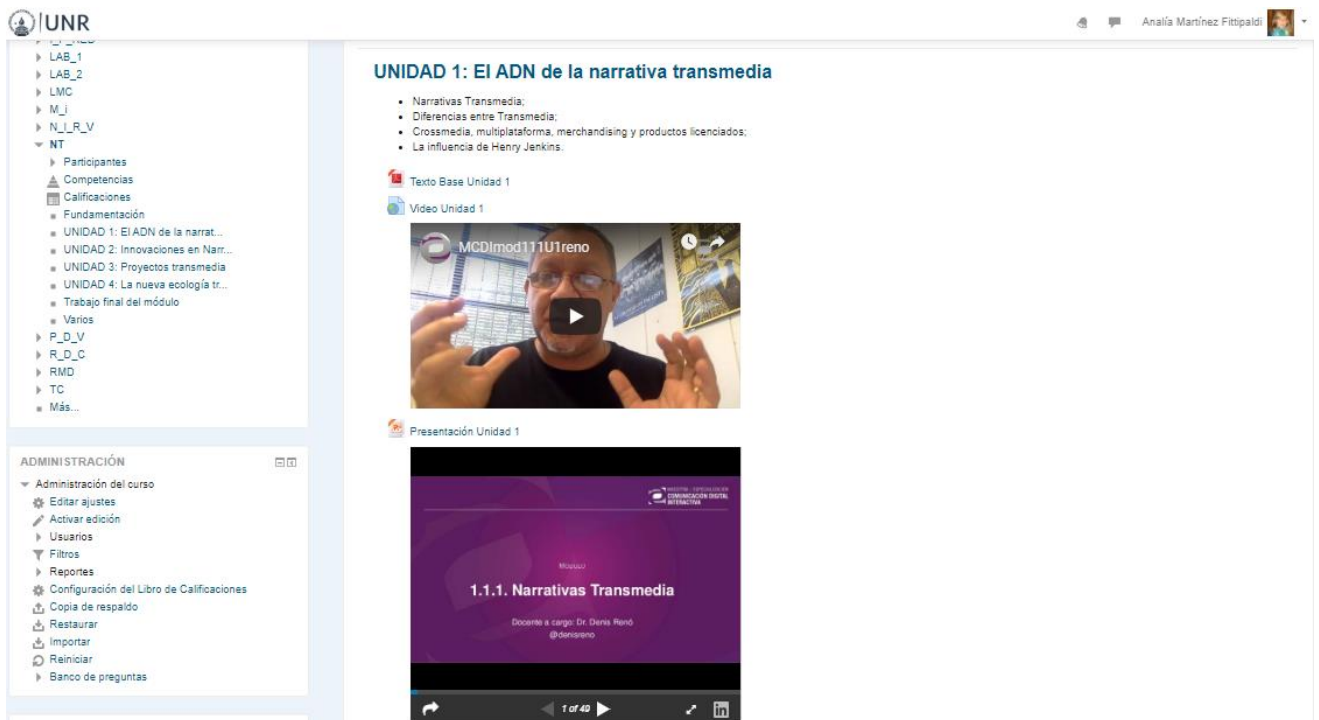 UNR
Analía Martínez Fittipaldi
LAB_1
LAB_2
LMC
M_i
N_I_R_V
NT
Participantes
Competencias
Calificaciones
Fundamentación
UNIDAD 1: El ADN de la narrat...
UNIDAD 2: Innovaciones en Narr...
UNIDAD 3: Proyectos transmedia
UNIDAD 4: La nueva ecología tr...
Trabajo final del módulo
Varios
P_D_V
R_D_C
RMD
TC
Más...
ADMINISTRACIÓN
Administración del curso
Editar ajustes
Activar edición
Usuarios
Filtros
Reportes
Configuración del Libro de Calificaciones
Copia de respaldo
Restaurar
Importar
Reiniciar
Banco de preguntas
UNIDAD 1: El ADN de la narrativa transmedia
Narrativas Transmedia;
Diferencias entre Transmedia;
Crossmedia, multiplataforma, merchandising y productos licenciados;
La influencia de Henry Jenkins.
Texto Base Unidad 1
Video Unidad 1
MCDImod111U1reno
Presentación Unidad 1
COMUNICACIÓN DIGITAL
INTERACTIVA
MÓDULO
1.1.1. Narrativas Transmedia
Docente a cargo: Dr. Denis Renó
@denisreno
1 of 49
in